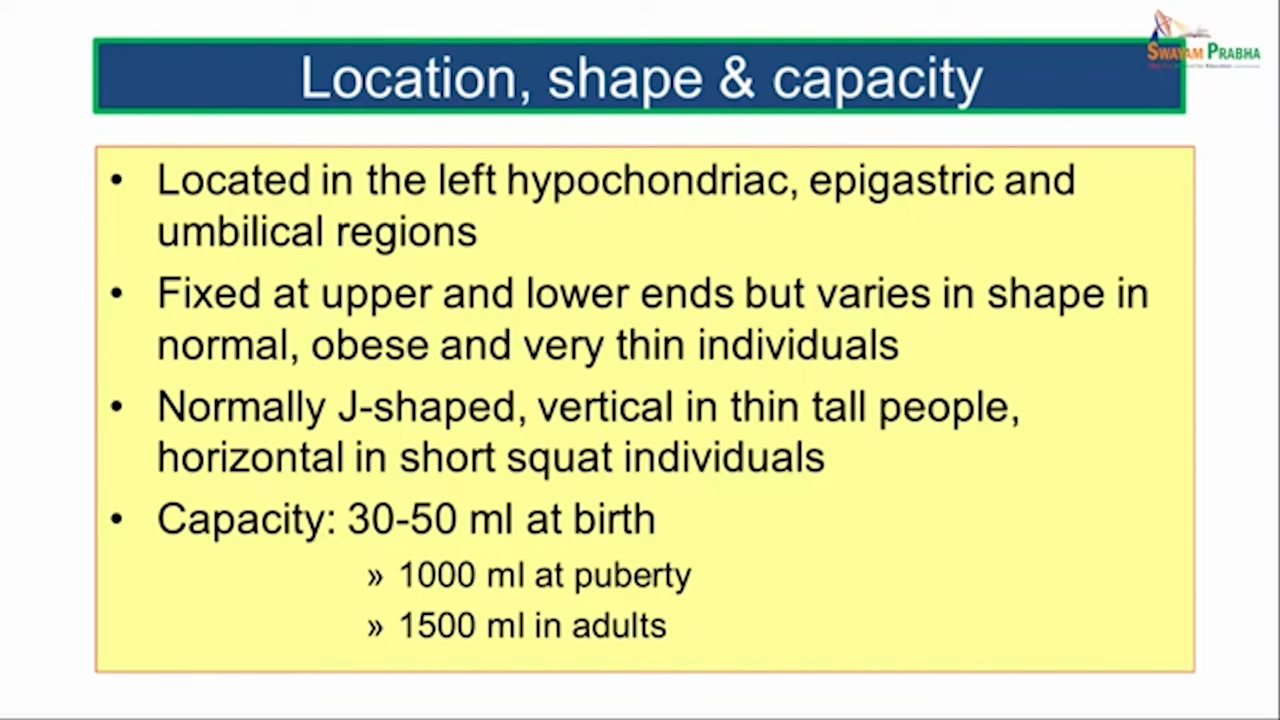 Location, shape & capacity
SWAYAM PRABHA
• Located in the left hypochondriac, epigastric and
umbilical regions
• Fixed at upper and lower ends but varies in shape in
normal, obese and very thin individuals
• Normally J-shaped, vertical in thin tall people,
horizontal in short squat individuals
• Capacity: 30-50 ml at birth
» 1000 ml at puberty
» 1500 ml in adults